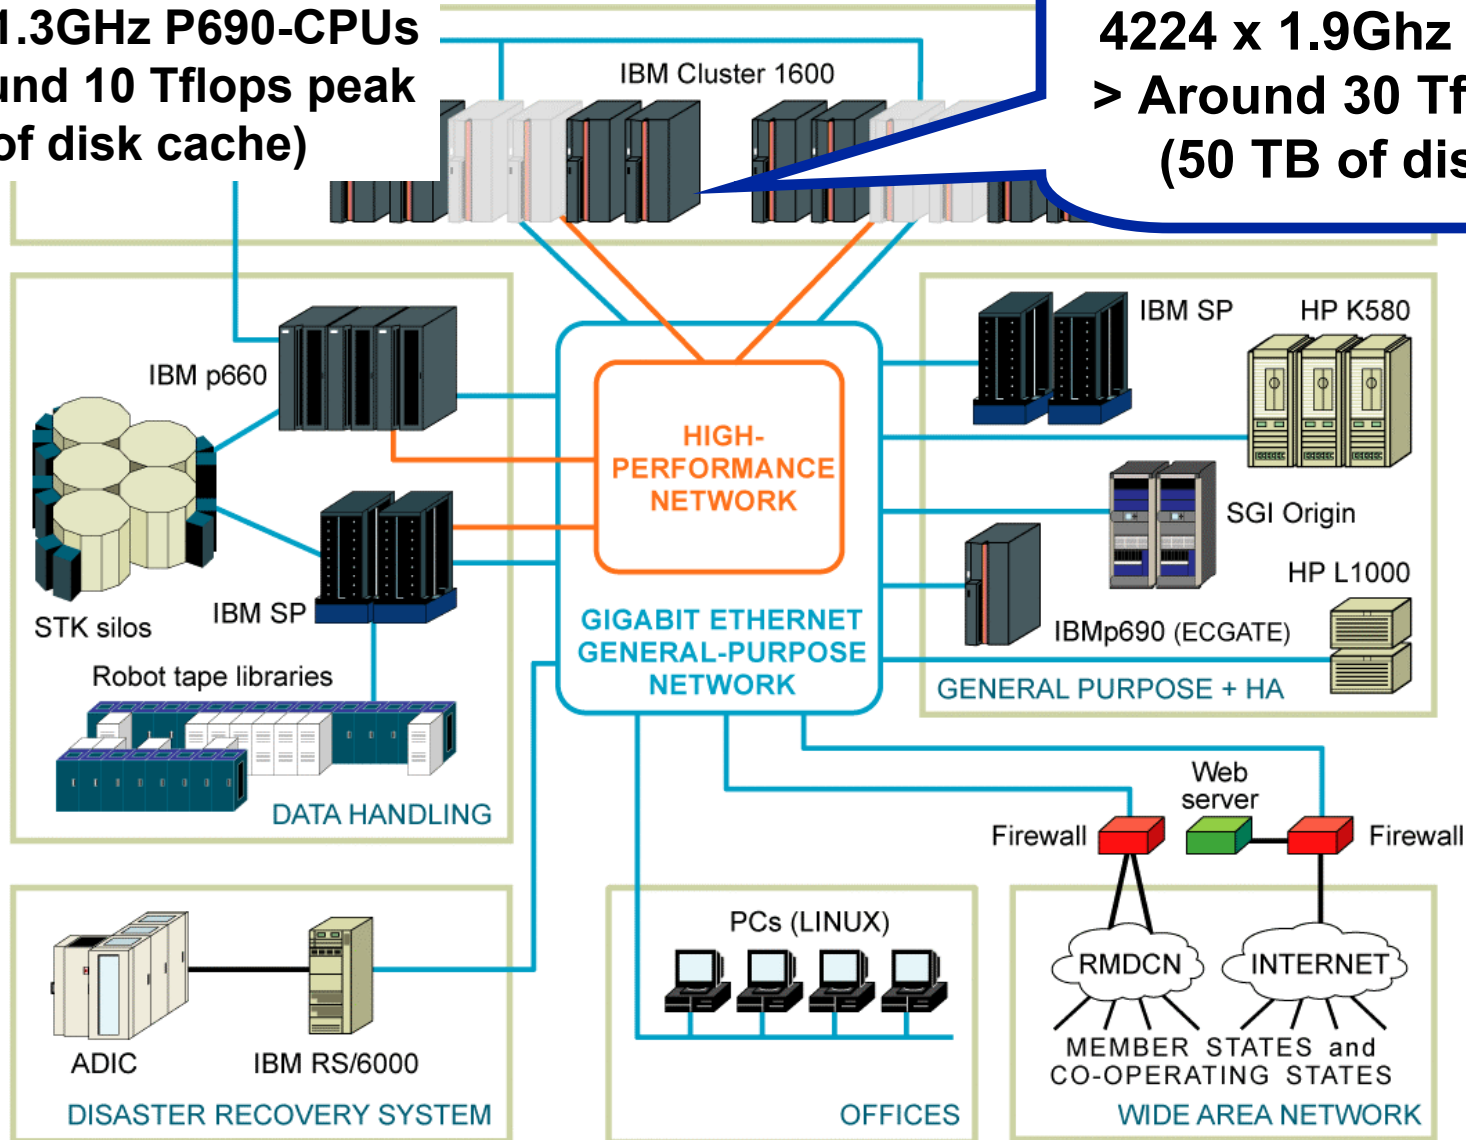 1.3GHz P690-CPUs
10 Tflops peak
of disk cache)
IBM Cluster 1600
4224 x 1.9Ghz
> Around 30
(50 TB of
IBM p660
STK silos
IBM SP
Robot tape libraries
DATA HANDLING
HIGH-
PERFORMANCE
NETWORK
GIGABIT ETHERNET
GENERAL-PURPOSE
NETWORK
IBM SP
HP K580
SGI Origin
HP L1000
IBMp690 (ECGATE)
GENERAL PURPOSE + HA
Web
server
Firewall
Firewall
ADIC
IBM RS/6000
DISASTER RECOVERY SYSTEM
PCs (LINUX)
OFFICES
RMDCN
INTERNET
MEMBER STATES and
CO-OPERATING STATES
WIDE AREA NETWORK